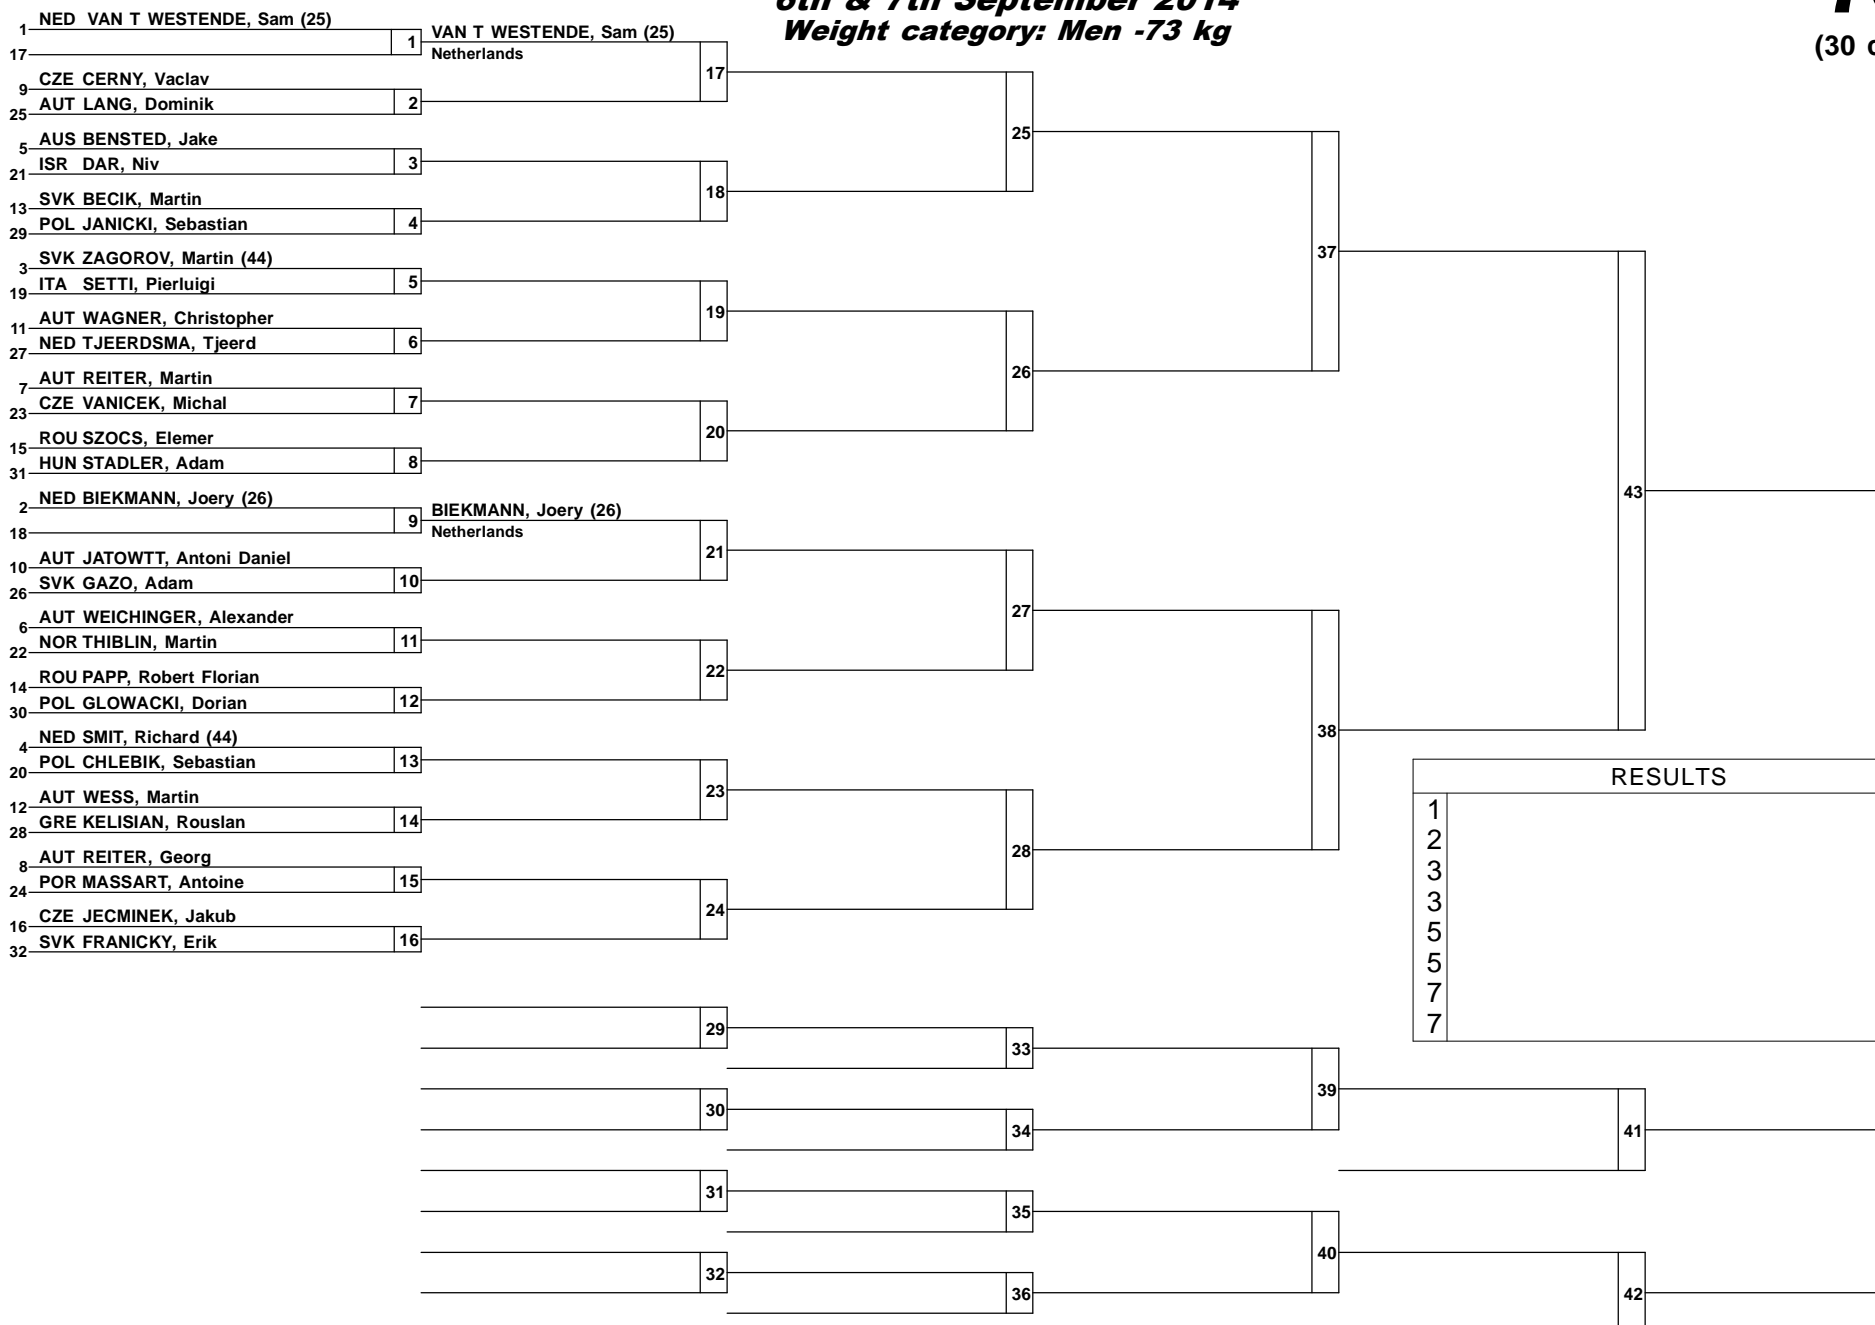 6th & 7th September 2014
Weight category: Men -73 kg
(30
1 NED VAN T WESTENDE, Sam (25)
17
1
VAN T WESTENDE, Sam (25)
Netherlands
17
9 CZE CERNY, Vaclav
25 AUT LANG, Dominik
2
25
5 AUS BENSTED, Jake
21 ISR DAR, Niv
3
18
13 SVK BECIK, Martin
29 POL JANICKI, Sebastian
4
37
3 SVK ZAGOROV, Martin (44)
19 ITA SETTI, Pierluigi
5
19
11 AUT WAGNER, Christopher
27 NED TJEERDSMA, Tjeerd
6
26
7 AUT REITER, Martin
23 CZE VANICEK, Michal
7
20
15 ROU SZOCS, Elemer
31 HUN STADLER, Adam
8
43
2 NED BIEKMANN, Joery (26)
18
9
BIEKMANN, Joery (26)
Netherlands
21
10 AUT JATOWTT, Antoni Daniel
26 SVK GAZO, Adam
10
27
6 AUT WEICHINGER, Alexander
22 NOR THIBLIN, Martin
11
22
14 ROU PAPP, Robert Florian
30 POL GLOWACKI, Dorian
12
38
4 NED SMIT, Richard (44)
20 POL CHLEBIK, Sebastian
13
23
12 AUT WESS, Martin
28 GRE KELISIAN, Rouslan
14
28
8 AUT REITER, Georg
24 POR MASSART, Antoine
15
24
16 CZE JECMINEK, Jakub
32 SVK FRANICKY, Erik
16
RESULTS
1
2
3
3
5
5
7
7
29
33
39
30
34
41
31
35
40
32
36
42